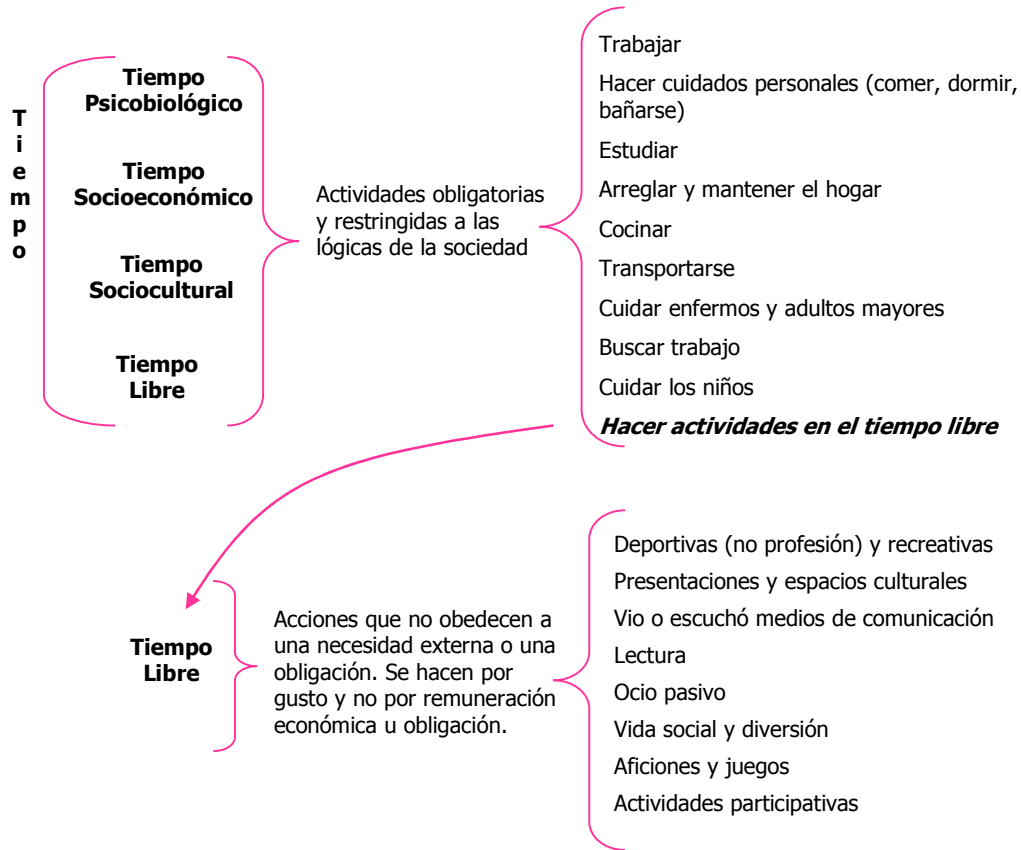 Tiempo
Tiempo
Psicobiológico
Tiempo
Socioeconómico
Tiempo
Sociocultural
Tiempo
Libre
Actividades obligatorias
y restringidas a las
lógicas de la sociedad
Trabajar
Hacer cuidados personales (comer, dormir,
bañarse)
Estudiar
Arreglar y mantener el hogar
Cocinar
Transportarse
Cuidar enfermos y adultos mayores
Buscar trabajo
Cuidar los niños
Hacer actividades en el tiempo libre
Tiempo
Libre
Acciones que no obedecen a
una necesidad externa o una
obligación. Se hacen por
gusto y no por remuneración
económica u obligación.
Deportivas (no profesión) y recreativas
Presentaciones y espacios culturales
Vio o escuchó medios de comunicación
Lectura
Ocio pasivo
Vida social y diversión
Aficiones y juegos
Actividades participativas